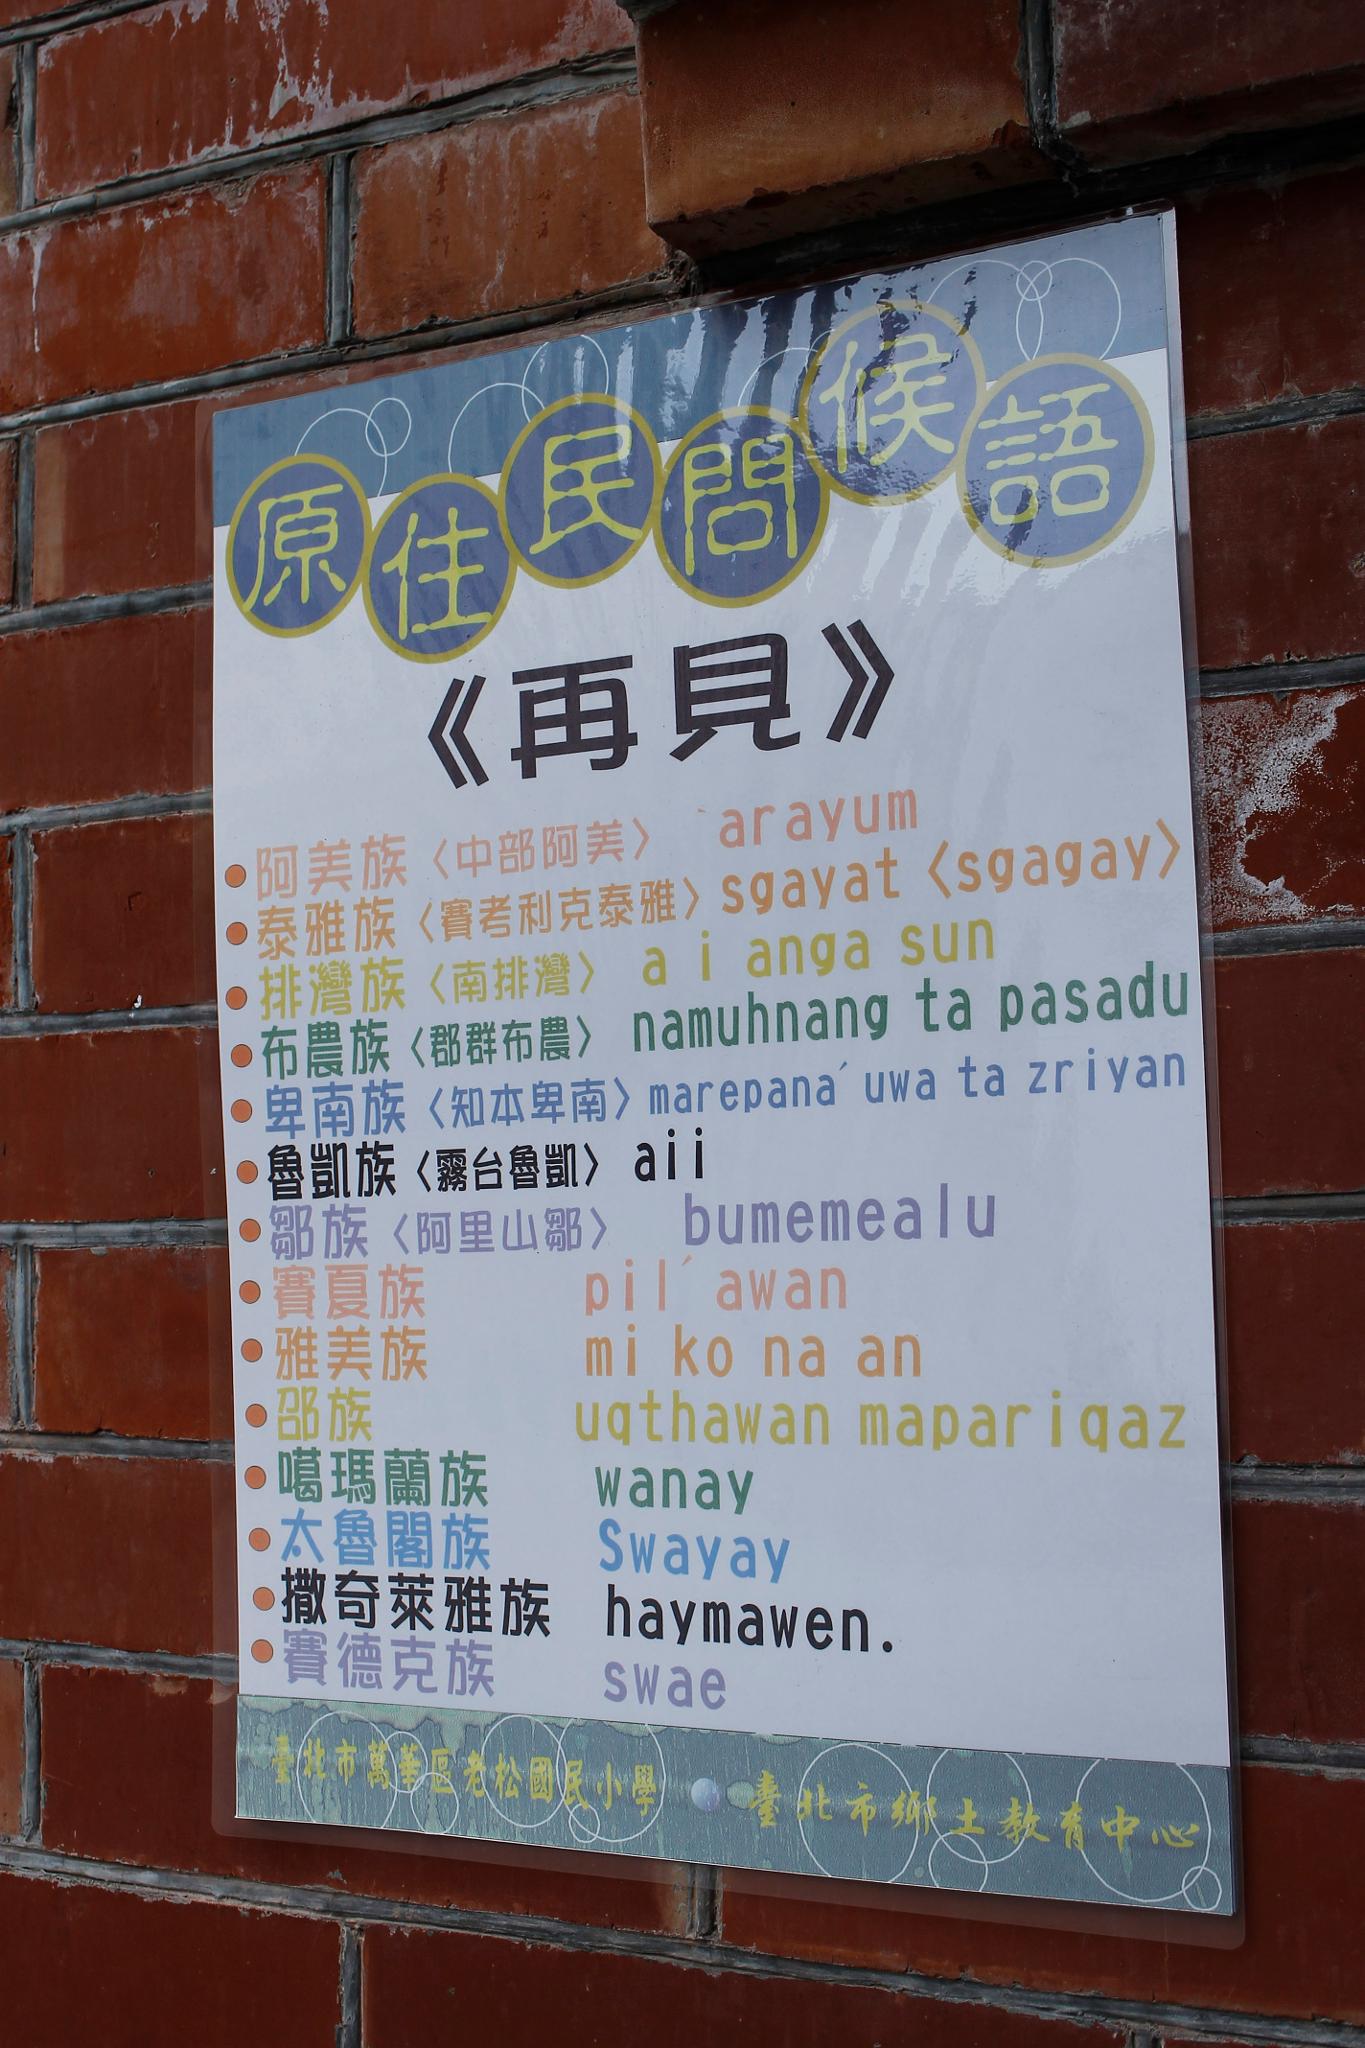 原住民問候語
《再見》
阿美族〈中部阿美〉 ˋarayum
泰雅族〈賽考利克泰雅〉sgayat〈sgagay〉
排灣族〈南排灣〉 a i anga sun
布農族〈郡群布農〉 namuhnang ta pasadu
卑南族〈知本卑南〉marepanaˊuwa ta zriyan
魯凱族〈霧台魯凱〉 aii
鄒族〈阿里山鄒〉 bumemealu
賽夏族 pilˊawan
雅美族 mi ko na an
邵族 uqthawan mapariqaz
噶瑪蘭族 wanay
太魯閣族 Swayay
撒奇萊雅族 haymawen.
賽德克族 swae
臺北市萬華區老松國民小學 臺北市鄉土教育中心